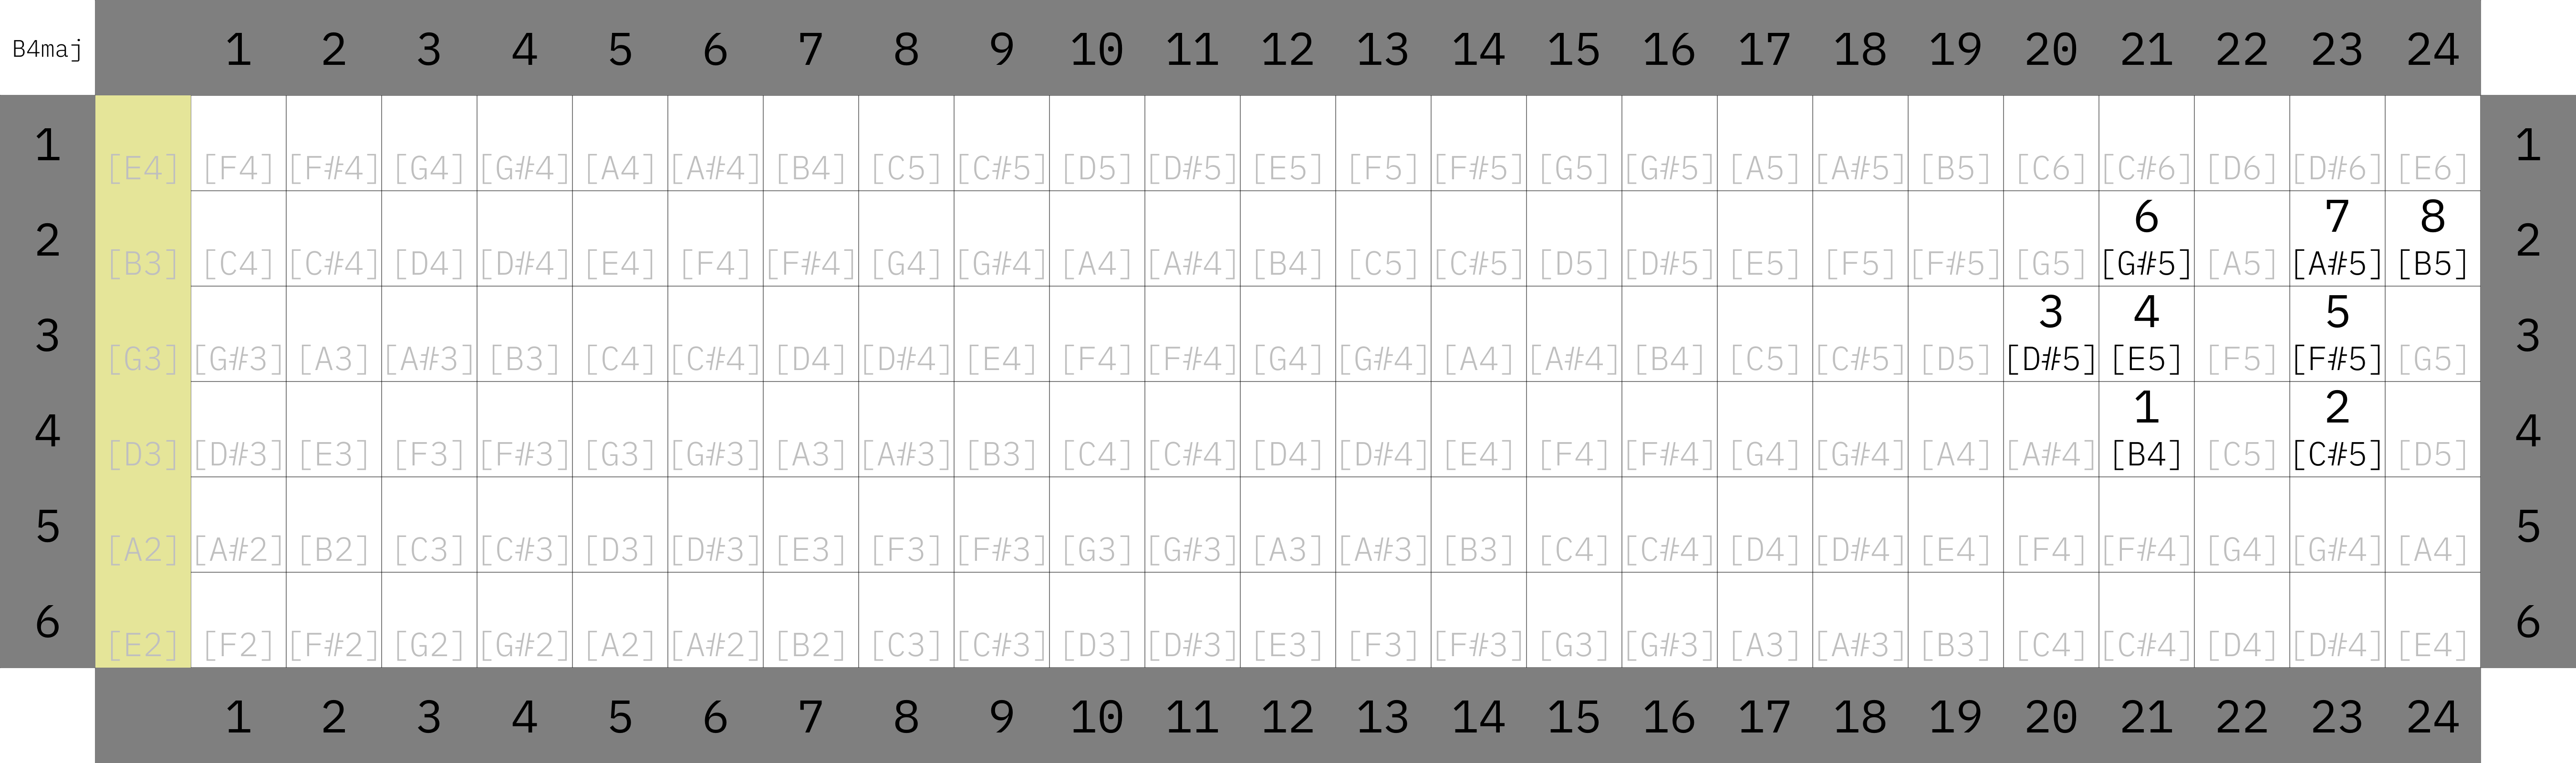 B4maj 1 2 3 4 5 6 7 8 9 10 11 12 13 14 15 16 17 18 19 20 21 22 23 24
1 1
[E4] [F4] [F#4] [G4] [G#4] [A4] [A#4] [B4] [C5] [C#5] [D5] [D#5] [E5] [F5] [F#5] [G5] [G#5] [A5] [A#5] [B5] [C6] [C#6] [D6] [D#6] [E6]
2 6 7 8 2
[B3] [C4] [C#4] [D4] [D#4] [E4] [F4] [F#4] [G4] [G#4] [A4] [A#4] [B4] [C5] [C#5] [D5] [D#5] [E5] [F5] [F#5] [G5] [G#5] [A5] [A#5] [B5]
3 3 4 5 3
[G3] [G#3] [A3] [A#3] [B3] [C4] [C#4] [D4] [D#4] [E4] [F4] [F#4] [G4] [G#4] [A4] [A#4] [B4] [C5] [C#5] [D5] [D#5] [E5] [F5] [F#5] [G5]
4 1 2 4
[D3] [D#3] [E3] [F3] [F#3] [G3] [G#3] [A3] [A#3] [B3] [C4] [C#4] [D4] [D#4] [E4] [F4] [F#4] [G4] [G#4] [A4] [A#4] [B4] [C5] [C#5] [D5]
5 5
[A2] [A#2] [B2] [C3] [C#3] [D3] [D#3] [E3] [F3] [F#3] [G3] [G#3] [A3] [A#3] [B3] [C4] [C#4] [D4] [D#4] [E4] [F4] [F#4] [G4] [G#4] [A4]
6 6
[E2] [F2] [F#2] [G2] [G#2] [A2] [A#2] [B2] [C3] [C#3] [D3] [D#3] [E3] [F3] [F#3] [G3] [G#3] [A3] [A#3] [B3] [C4] [C#4] [D4] [D#4] [E4]
1 2 3 4 5 6 7 8 9 10 11 12 13 14 15 16 17 18 19 20 21 22 23 24